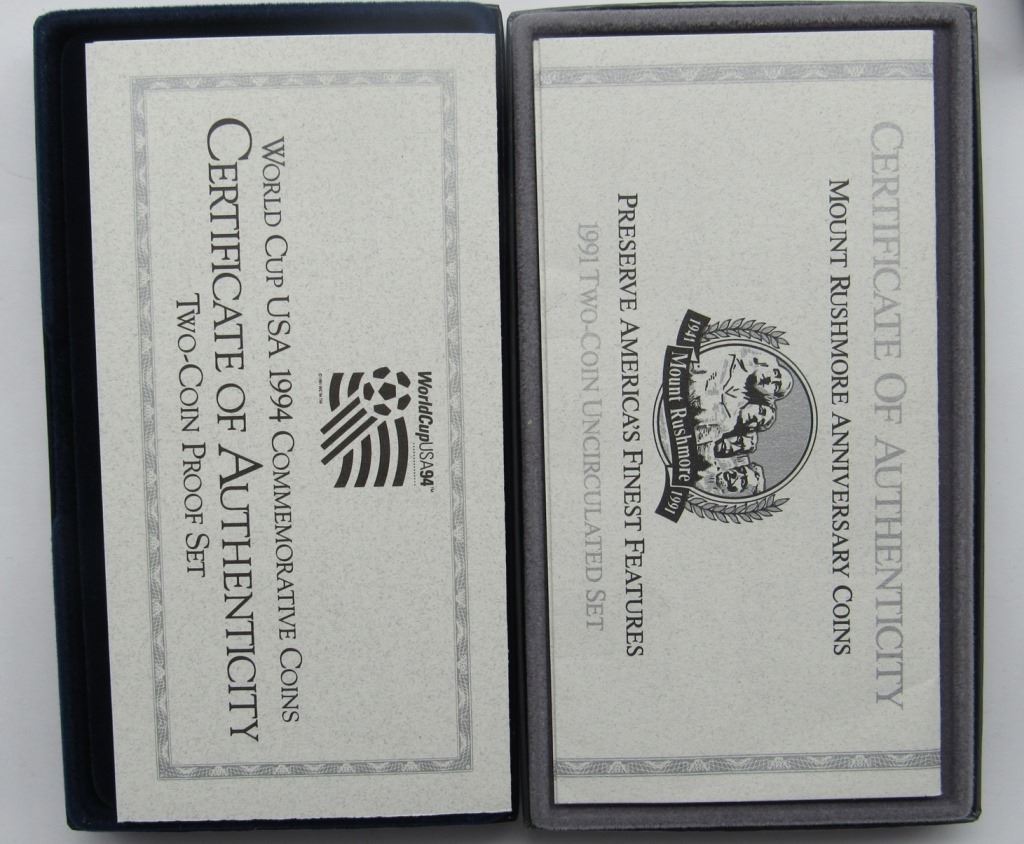 WorldCupUSA94™
WORLD CUP USA 1994 COMMEMORATIVE COINS
CERTIFICATE OF AUTHENTICITY
TWO-COIN PROOF SET
CERTIFICATE OF AUTHENTICITY
MOUNT RUSHMORE ANNIVERSARY COINS
1941 Mount Rushmore 1991
PRESERVE AMERICA'S FINEST FEATURES
1991 TWO-COIN UNCIRCULATED SET